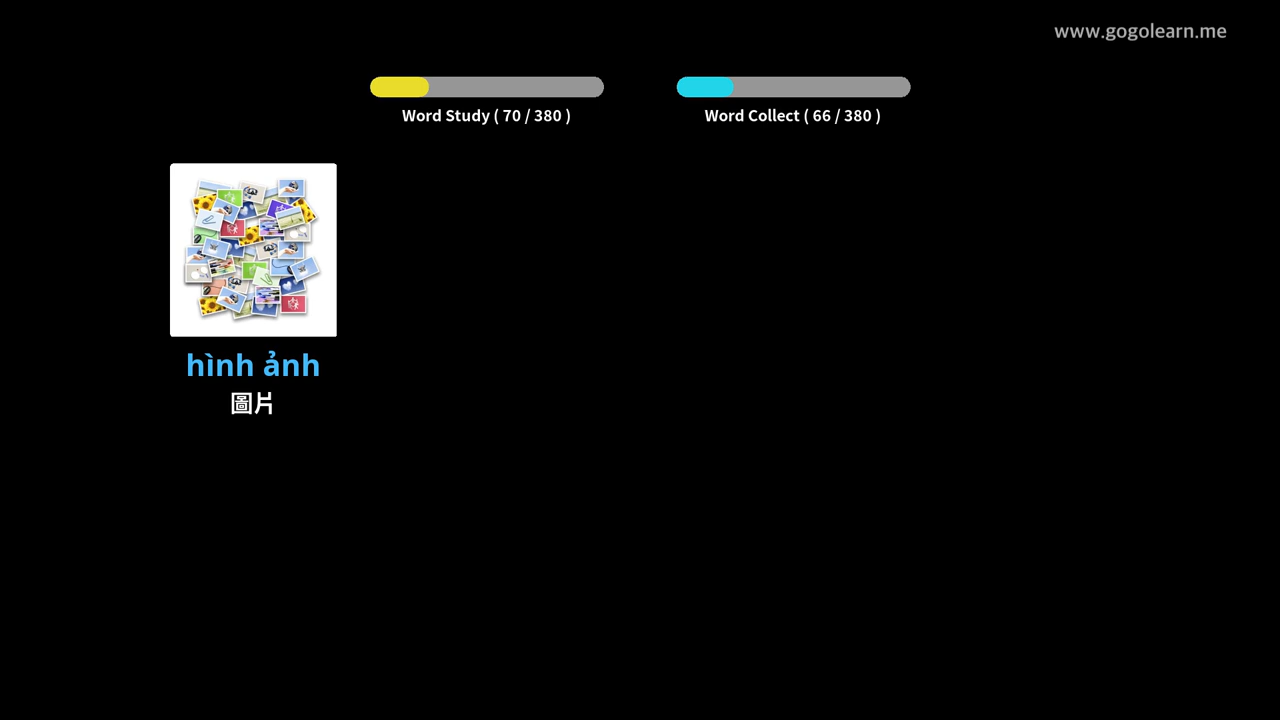 www.gogolearn.me
Word Study ( 70 / 380 )
Word Collect ( 66 / 380 )
hình ảnh
圖片